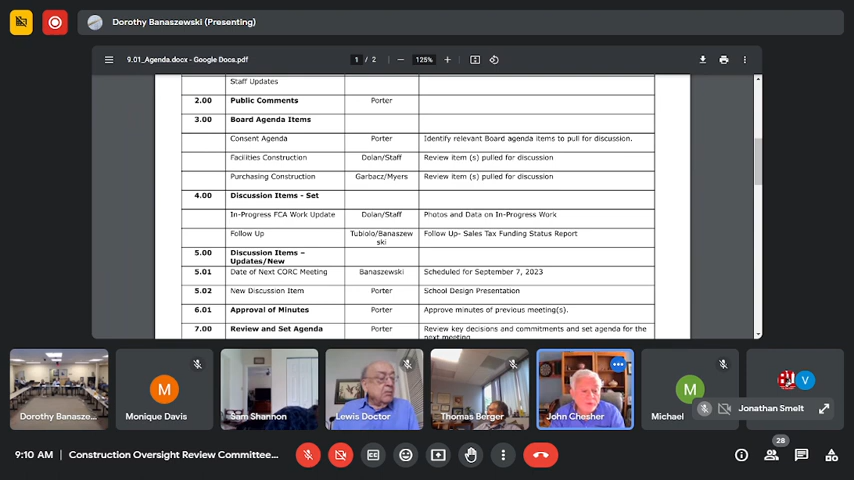 Dorothy Banaszewski (Presenting)
9.01_Agenda.docx - Google Docs.pdf
1 / 2
125%
Staff Updates
2.00 Public Comments Porter
3.00 Board Agenda Items
Consent Agenda Porter Identify relevant Board agenda items to pull for discussion.
Facilities Construction Dolan/Staff Review item (s) pulled for discussion
Purchasing Construction Garbacz/Myers Review item (s) pulled for discussion
4.00 Discussion Items - Set
In-Progress FCA Work Update Dolan/Staff Photos and Data on In-Progress Work
Follow Up Tubiolo/Banaszew Follow Up- Sales Tax Funding Status Report
ski
5.00 Discussion Items –
Updates/New
5.01 Date of Next CORC Meeting Banaszewski Scheduled for September 7, 2023
5.02 New Discussion Item Porter School Design Presentation
6.01 Approval of Minutes Porter Approve minutes of previous meeting(s).
7.00 Review and Set Agenda Porter Review key decisions and commitments and set agenda for the
next meeting
M
M
V
Dorothy Banasze...
Monique Davis
Sam Shannon
Lewis Doctor
Thomas Berger
John Chesher
Michael
Jonathan Smelt
28
9:10 AM
Construction Oversight Review Committee...